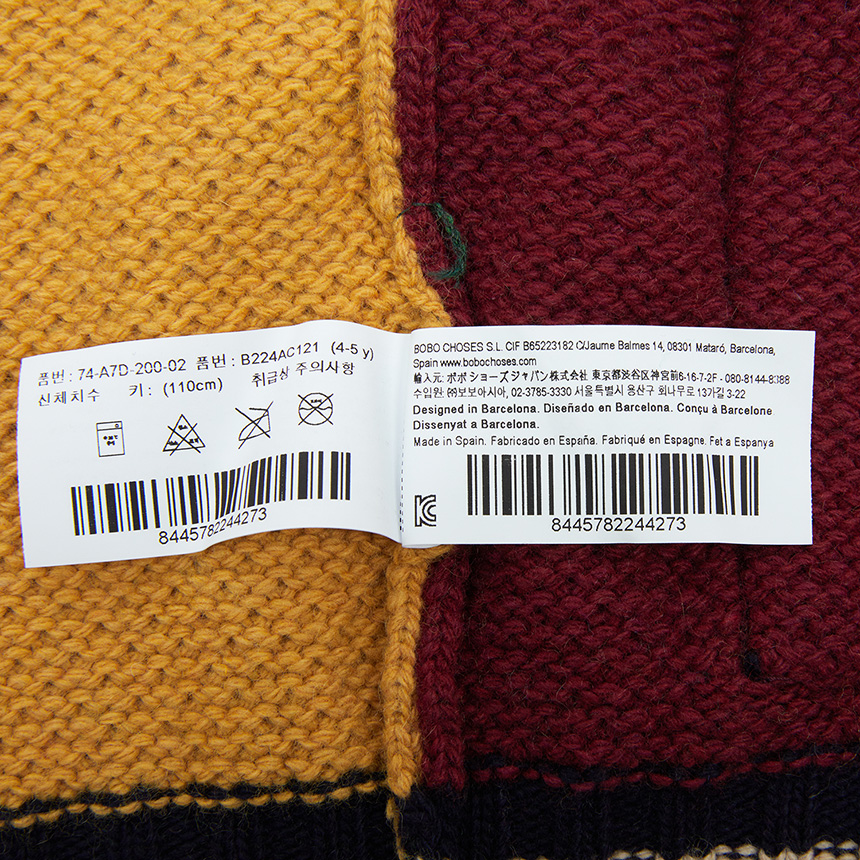 품번 : 74-A7D-200-02 품번 : B224AC121 (4-5 y)
신체치수 키 : (110cm) 취급상 주의사항
8445782244273
BOBO CHOSES S.L. CIF B65223182 C/Jaume Balmes 14, 08301 Mataró, Barcelona,
Spain www.bobochoses.com
輸入元: ボボショーズジャパン株式会社 東京都渋谷区神宮前6-16-7-2F - 080-8144-8388
수입원: ㈜보보아시아, 02-3785-3330 서울특별시 용산구 회나무로13가길 3-22
Designed in Barcelona. Diseñado en Barcelona. Conçu à Barcelone
Dissenyat a Barcelona.
Made in Spain. Fabricado en España. Fabriqué en Espagne. Fet a Espanya
8445782244273